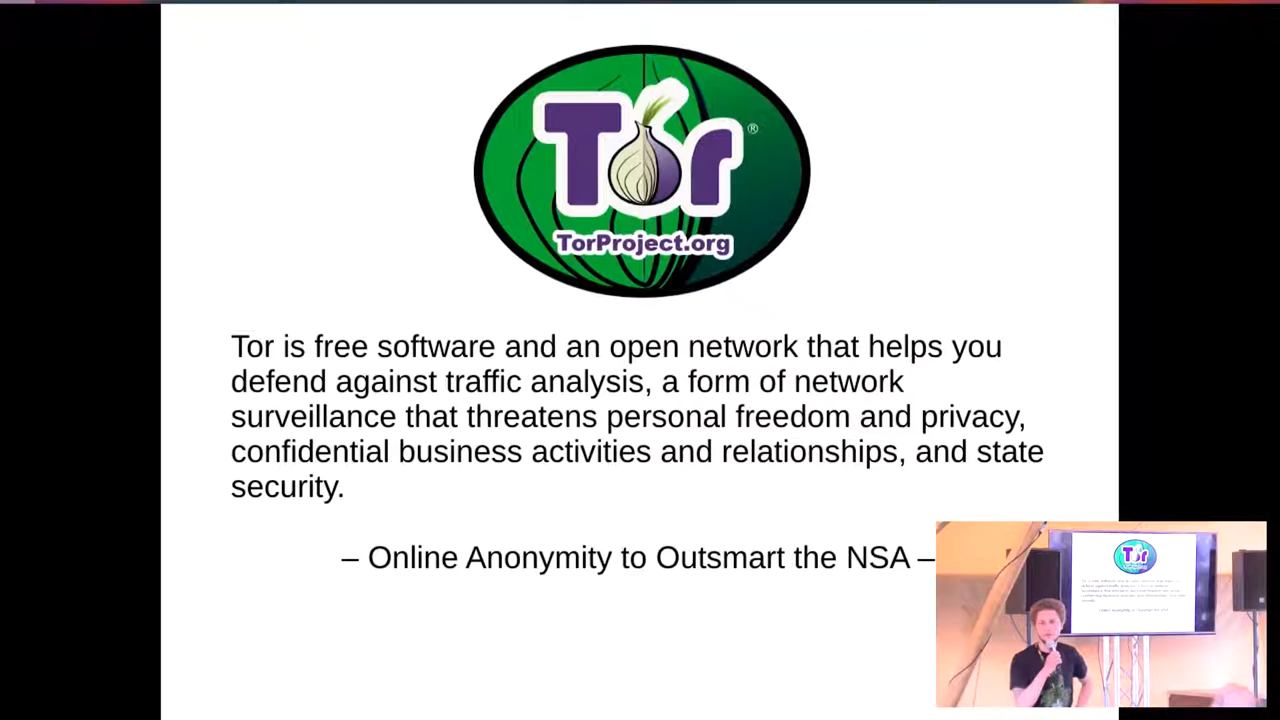 Tor ®
TorProject.org
Tor is free software and an open network that helps you
defend against traffic analysis, a form of network
surveillance that threatens personal freedom and privacy,
confidential business activities and relationships, and state
security.
– Online Anonymity to Outsmart the NSA –
Tor